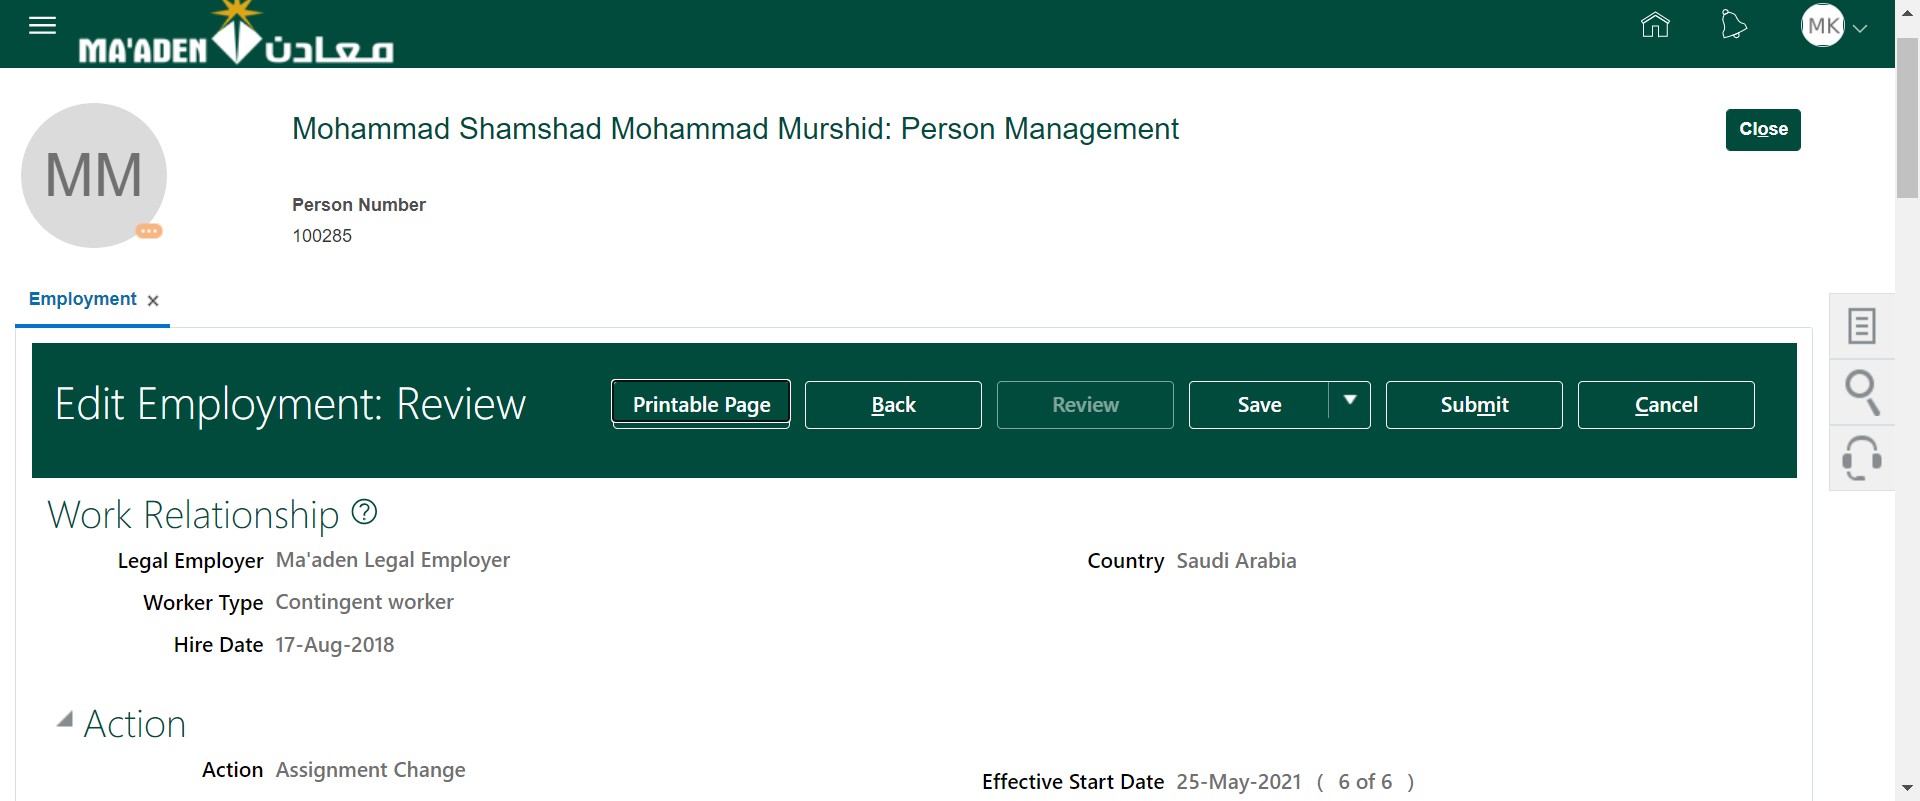 MA'ADEN معادن
MK
MM
Mohammad Shamshad Mohammad Murshid: Person Management
Close
Person Number
100285
Employment
Edit Employment: Review
Printable Page Back Review Save Submit Cancel
Work Relationship ?
Legal Employer Ma'aden Legal Employer
Country Saudi Arabia
Worker Type Contingent worker
Hire Date 17-Aug-2018
Action
Action Assignment Change
Effective Start Date 25-May-2021 ( 6 of 6 )